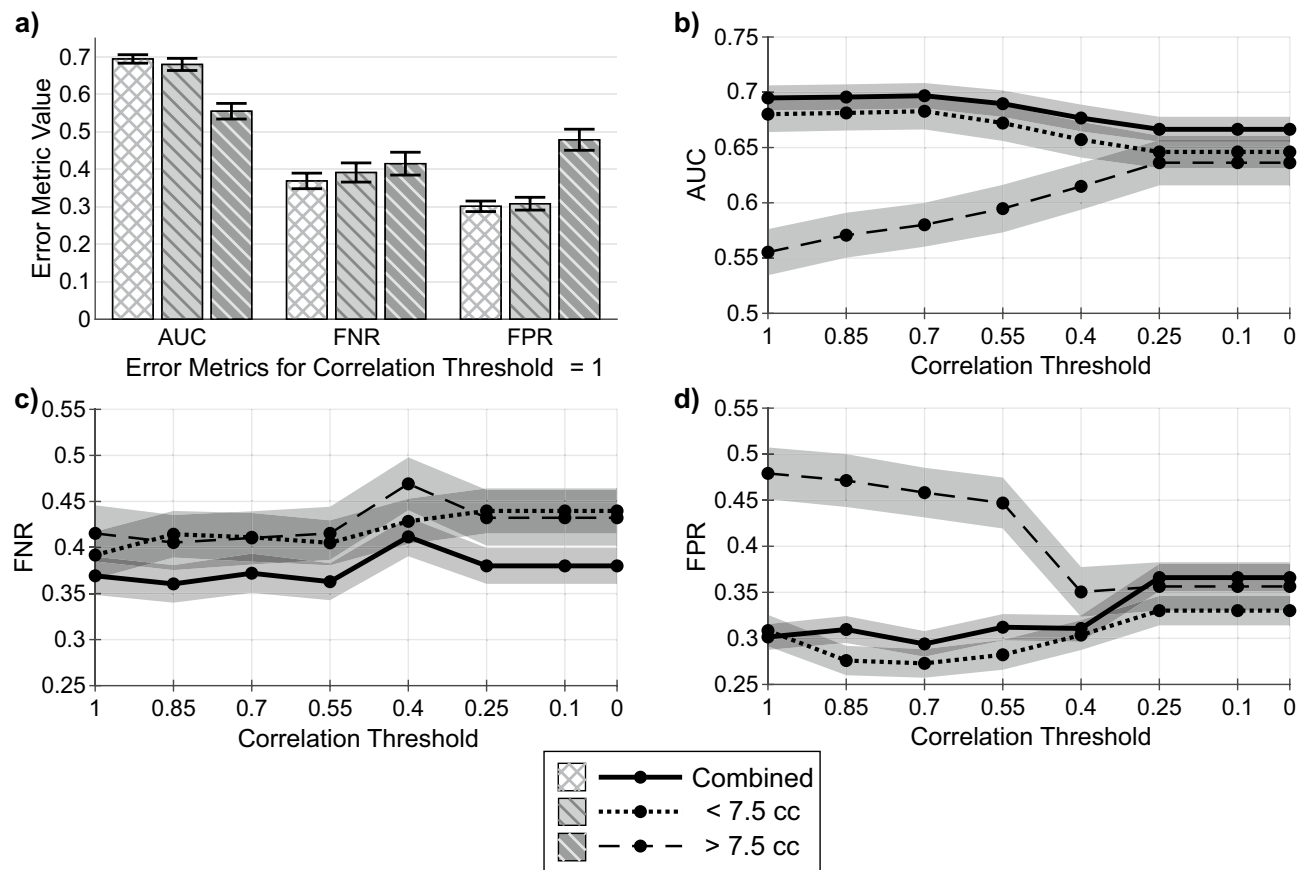 a)
Error Metric Value
0.7
0.6
0.5
0.4
0.3
0.2
0.1
0
AUC FNR FPR
Error Metrics for Correlation Threshold = 1
b)
AUC
0.75
0.7
0.65
0.6
0.55
0.5
1 0.85 0.7 0.55 0.4 0.25 0.1 0
Correlation Threshold
c)
FNR
0.55
0.5
0.45
0.4
0.35
0.3
0.25
1 0.85 0.7 0.55 0.4 0.25 0.1 0
Correlation Threshold
d)
FPR
0.55
0.5
0.45
0.4
0.35
0.3
0.25
1 0.85 0.7 0.55 0.4 0.25 0.1 0
Correlation Threshold
Combined
< 7.5 cc
> 7.5 cc